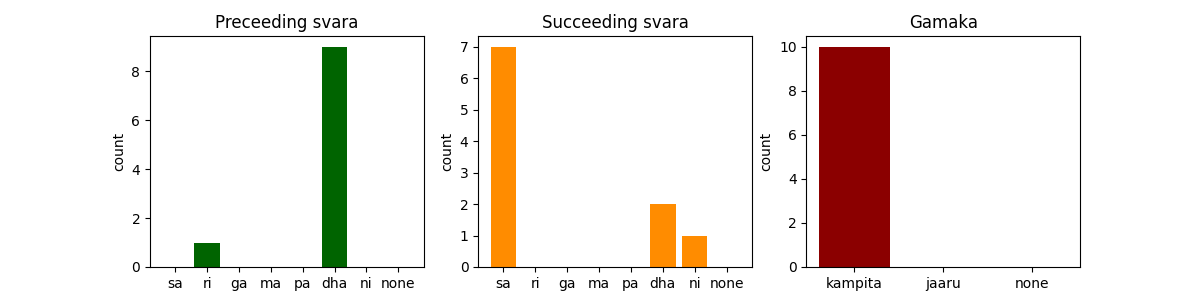 Preceeding svara
count
8
6
4
2
0
sa ri ga ma pa dha ni none
Succeeding svara
count
7
6
5
4
3
2
1
0
sa ri ga ma pa dha ni none
Gamaka
count
10
8
6
4
2
0
kampita jaaru none